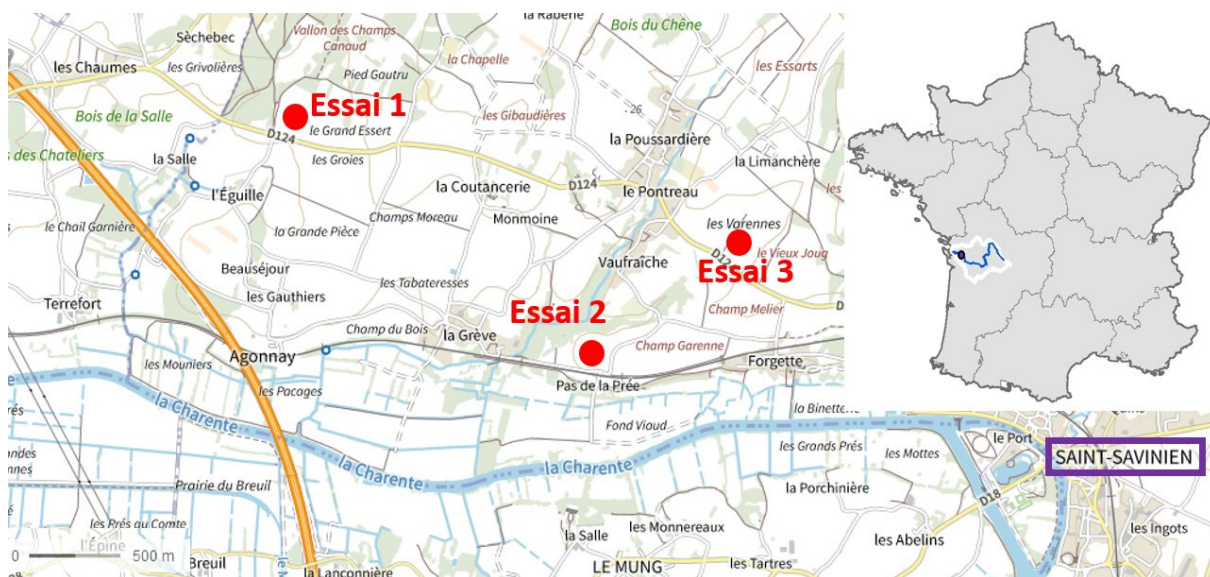 la Rabérie
Bois du Chêne
Sèchebec
Vallon des Champs
Canaud
les Chaumes
les Grivolières
la Chapelle
Pied Gautru
les Essarts
Essai 1
26
Bois de la Salle
les Gibaudières
la Poussardière
D124
le Grand Essert
s des Chateliers
la Salle
les Groies
la Limanchère
l'Éguille
la Coutancerie
D124
le Pontreau
le Chail Garnière
la Grande Pièce
Champs Moreau
Monmoine
les Varennes
D12
le Vieux Joug
Essai 3
Beauséjour
Vaufraîche
les Gauthiers
les Tabateresses
Terrefort
Essai 2
Champ Melier
Champ du Bois
la Grève
Champ Garenne
Agonnay
Forgette
les Mouniers
Pas de la Prée
les Pacages
la Charente
la Binetterie
Fond Viaud
le Port
les Grands Prés
les Mottes
SAINT-SAVINIEN
la Charente
la Charente
andes
nnes
Prairie du Breuil
la Porchinière
D18
les Prés au Comte
les Monnereaux
les Ingots
la Salle
les Abelins
l'Épine
0 500 m
Breuil
LE MUNG
les Tartres
la Lanconnière